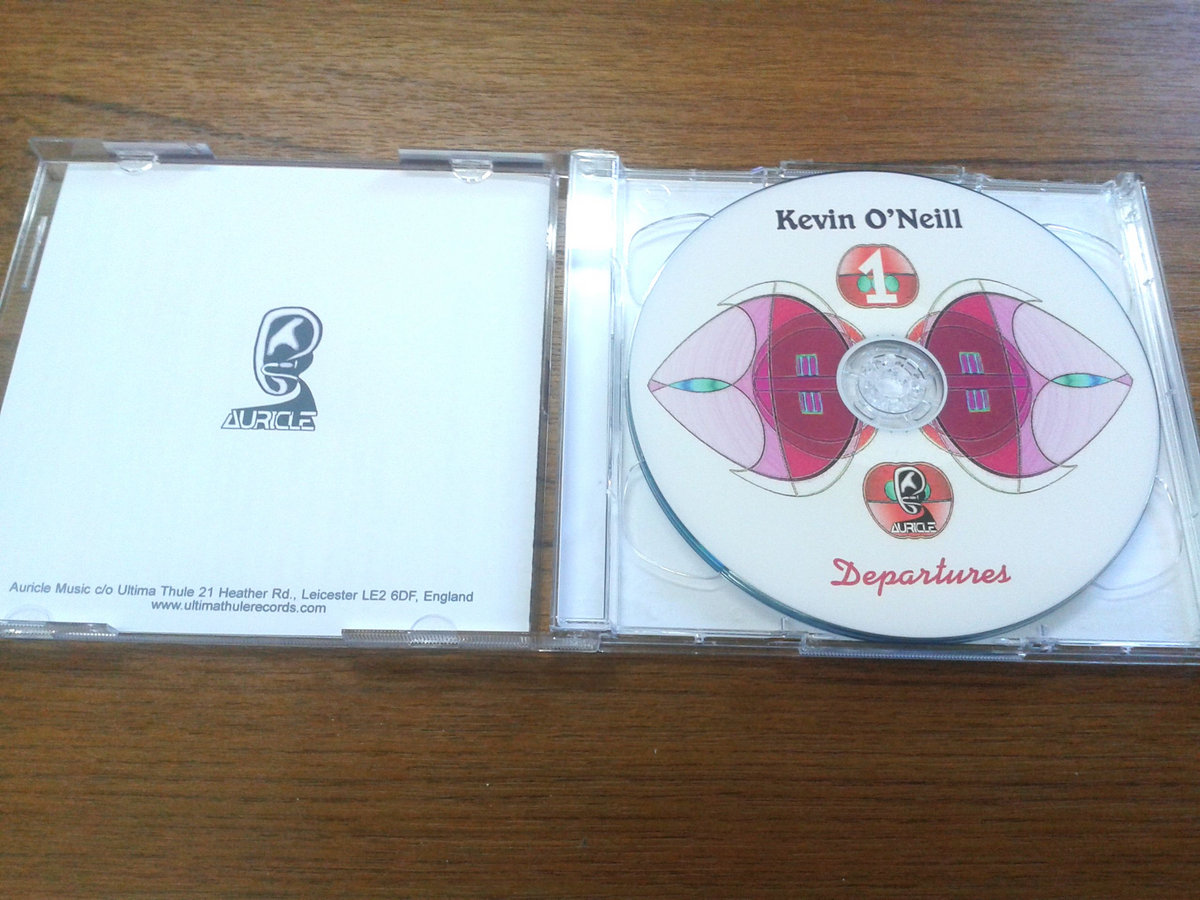 AURICLE
Auricle Music c/o Ultima Thule 21 Heather Rd., Leicester LE2 6DF, England
www.ultimathulerecords.com
Kevin O'Neill
1
AURICLE
Departures